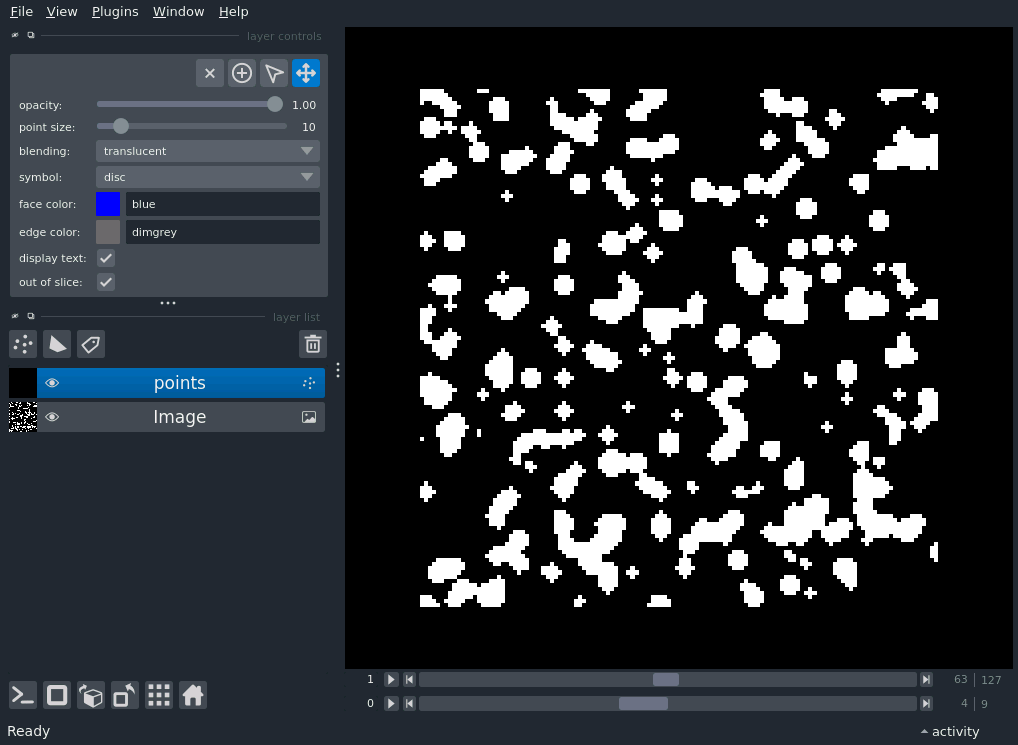 File View Plugins Window Help
layer controls
opacity: 1.00
point size: 10
blending: translucent
symbol: disc
face color: blue
edge color: dimgrey
display text:
out of slice:
layer list
points
Image
1 63 127
0 4 9
Ready activity